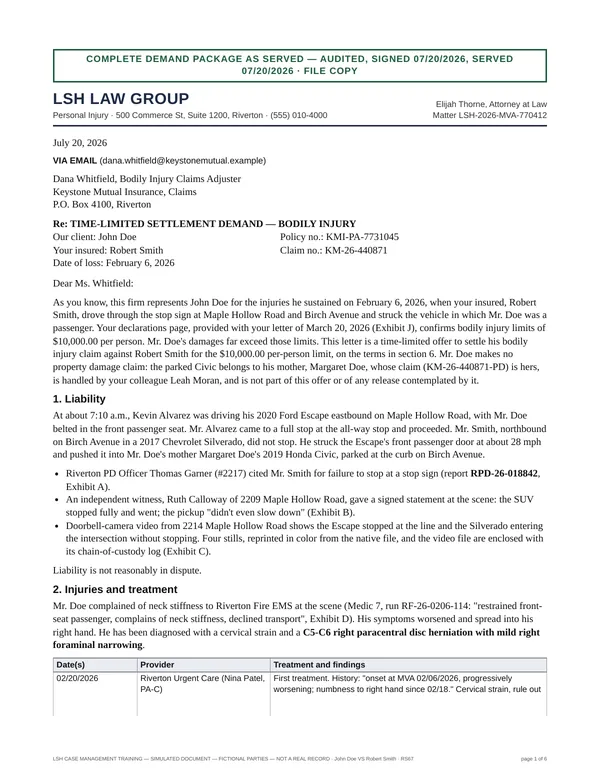 COMPLETE DEMAND PACKAGE AS SERVED — AUDITED, SIGNED 07/20/2026, SERVED
07/20/2026 · FILE COPY
LSH LAW GROUP
Personal Injury · 500 Commerce St, Suite 1200, Riverton · (555) 010-4000
Elijah Thorne, Attorney at Law
Matter LSH-2026-MVA-770412
July 20, 2026
VIA EMAIL (dana.whitfield@keystonemutual.example)
Dana Whitfield, Bodily Injury Claims Adjuster
Keystone Mutual Insurance, Claims
P.O. Box 4100, Riverton
Re: TIME-LIMITED SETTLEMENT DEMAND — BODILY INJURY
Our client: John Doe Policy no.: KMI-PA-7731045
Your insured: Robert Smith Claim no.: KM-26-440871
Date of loss: February 6, 2026
Dear Ms. Whitfield:
As you know, this firm represents John Doe for the injuries he sustained on February 6, 2026, when your insured, Robert
Smith, drove through the stop sign at Maple Hollow Road and Birch Avenue and struck the vehicle in which Mr. Doe was a
passenger. Your declarations page, provided with your letter of March 20, 2026 (Exhibit J), confirms bodily injury limits of
$10,000.00 per person. Mr. Doe's damages far exceed those limits. This letter is a time-limited offer to settle his bodily
injury claim against Robert Smith for the $10,000.00 per-person limit, on the terms in section 6. Mr. Doe makes no
property damage claim: the parked Civic belongs to his mother, Margaret Doe, whose claim (KM-26-440871-PD) is hers,
is handled by your colleague Leah Moran, and is not part of this offer or of any release contemplated by it.
1. Liability
At about 7:10 a.m., Kevin Alvarez was driving his 2020 Ford Escape eastbound on Maple Hollow Road, with Mr. Doe
belted in the front passenger seat. Mr. Alvarez came to a full stop at the all-way stop and proceeded. Mr. Smith, northbound
on Birch Avenue in a 2017 Chevrolet Silverado, did not stop. He struck the Escape's front passenger door at about 28 mph
and pushed it into Mr. Doe's mother Margaret Doe's 2019 Honda Civic, parked at the curb on Birch Avenue.
• Riverton PD Officer Thomas Garner (#2217) cited Mr. Smith for failure to stop at a stop sign (report RPD-26-018842,
Exhibit A).
• An independent witness, Ruth Calloway of 2209 Maple Hollow Road, gave a signed statement at the scene: the SUV
stopped fully and went; the pickup "didn't even slow down" (Exhibit B).
• Doorbell-camera video from 2214 Maple Hollow Road shows the Escape stopped at the line and the Silverado entering
the intersection without stopping. Four stills, reprinted in color from the native file, and the video file are enclosed with
its chain-of-custody log (Exhibit C).
Liability is not reasonably in dispute.
2. Injuries and treatment
Mr. Doe complained of neck stiffness to Riverton Fire EMS at the scene (Medic 7, run RF-26-0206-114: "restrained front-
seat passenger, complains of neck stiffness, declined transport", Exhibit D). His symptoms worsened and spread into his
right hand. He has been diagnosed with a cervical strain and a C5-C6 right paracentral disc herniation with mild right
foraminal narrowing.
Date(s) Provider Treatment and findings
02/20/2026 Riverton Urgent Care (Nina Patel, First treatment. History: "onset at MVA 02/06/2026, progressively
PA-C) worsening; numbness to right hand since 02/18." Cervical strain, rule out
LSH CASE MANAGEMENT TRAINING — SIMULATED DOCUMENT — FICTIONAL PARTIES — NOT A REAL RECORD · John Doe VS Robert Smith · RS67
page 1 of 6